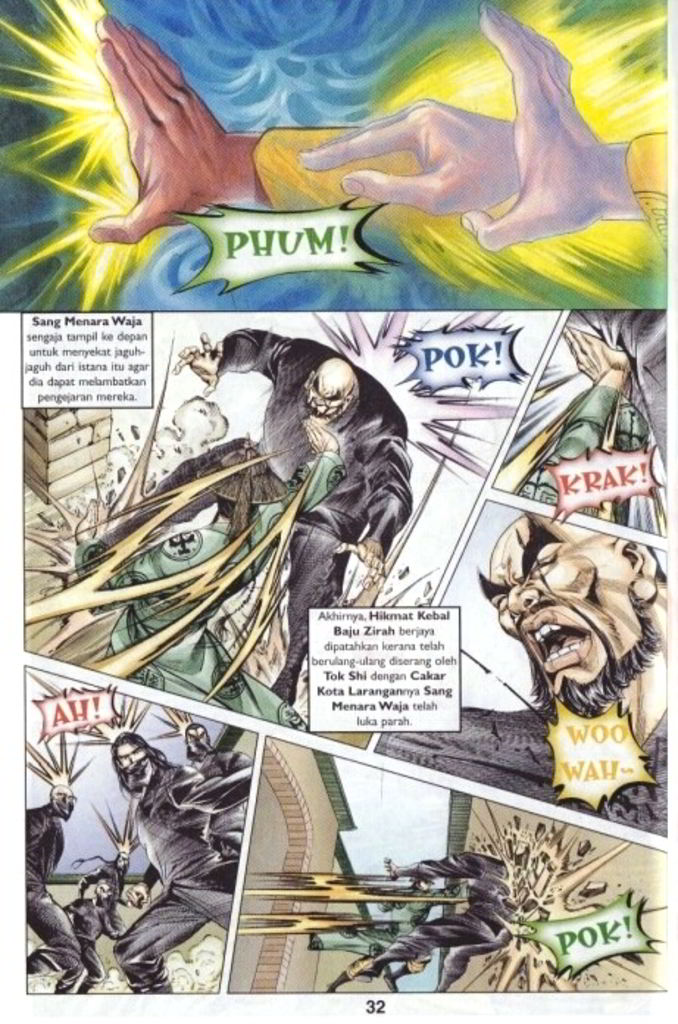 PHUM!
Sang Menara Waja
sengaja tampil ke depan
untuk menyekat jaguh-
jaguh dari istana itu agar
dia dapat melambatkan
pengejaran mereka.
POK!
KRAK!
Akhirnya, Hikmat Kebal
Baju Zirah berjaya
dipatahkan kerana telah
berulang-ulang diserang oleh
Tok Shi dengan Cakar
Kota Larangannya Sang
Menara Waja telah
luka parah.
WOO
WAH~
AH!
POK!
32